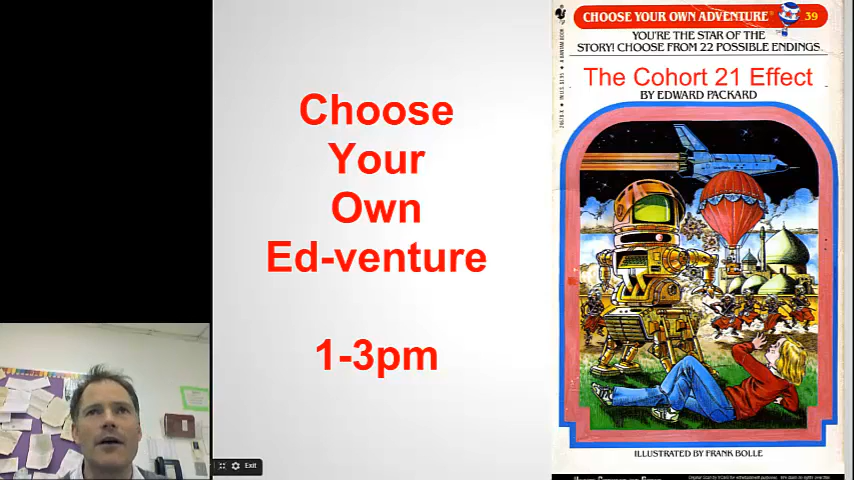 Choose
Your
Own
Ed-venture
1-3pm
CHOOSE YOUR OWN ADVENTURE® 39
YOU'RE THE STAR OF THE
STORY! CHOOSE FROM 22 POSSIBLE ENDINGS.
The Cohort 21 Effect
BY EDWARD PACKARD
ILLUSTRATED BY FRANK BOLLE
Exit